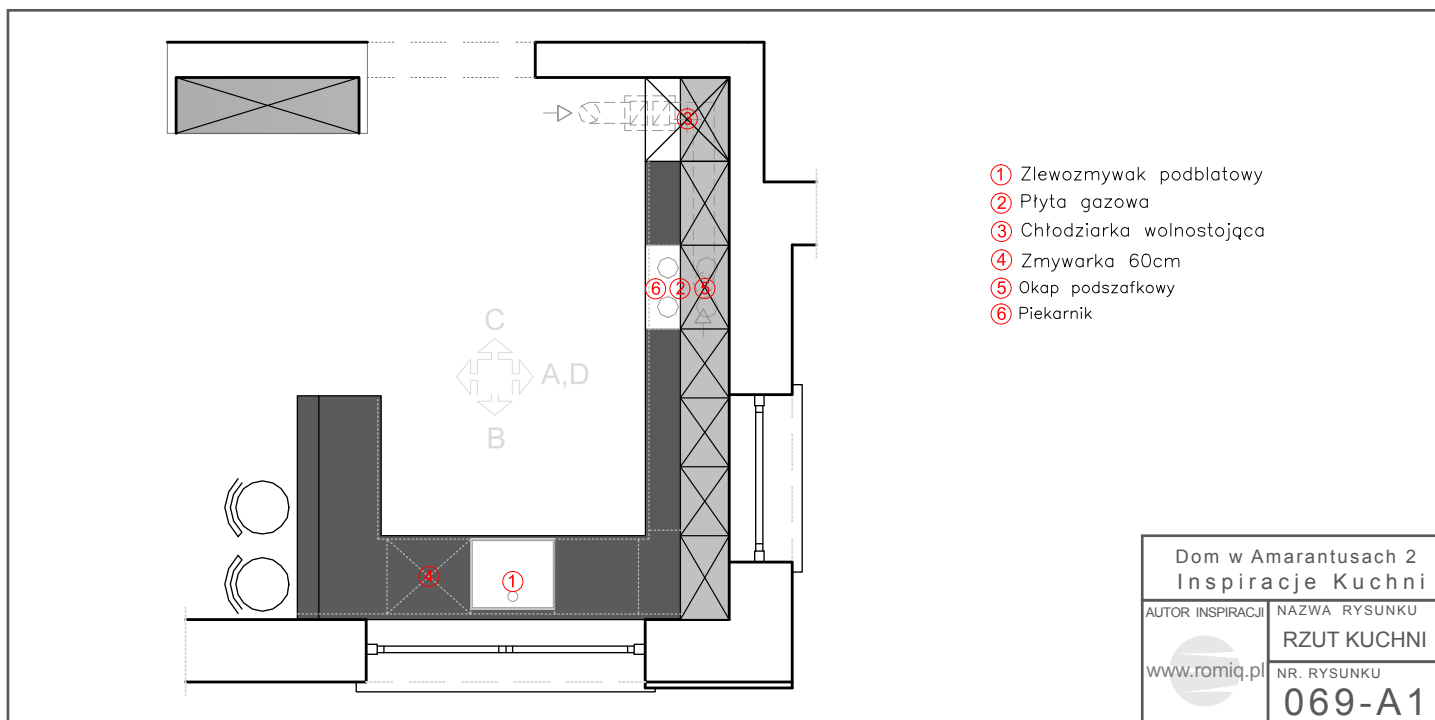 3
1 Zlewozmywak podblatowy
2 Płyta gazowa
3 Chłodziarka wolnostojąca
4 Zmywarka 60cm
5 Okap podszafkowy
6 Piekarnik
6 2 5
C
A,D
B
4
1
Dom w Amarantusach 2
Inspiracje Kuchni
AUTOR INSPIRACJI
www.romiq.pl
NAZWA RYSUNKU
RZUT KUCHNI
NR. RYSUNKU
069-A1